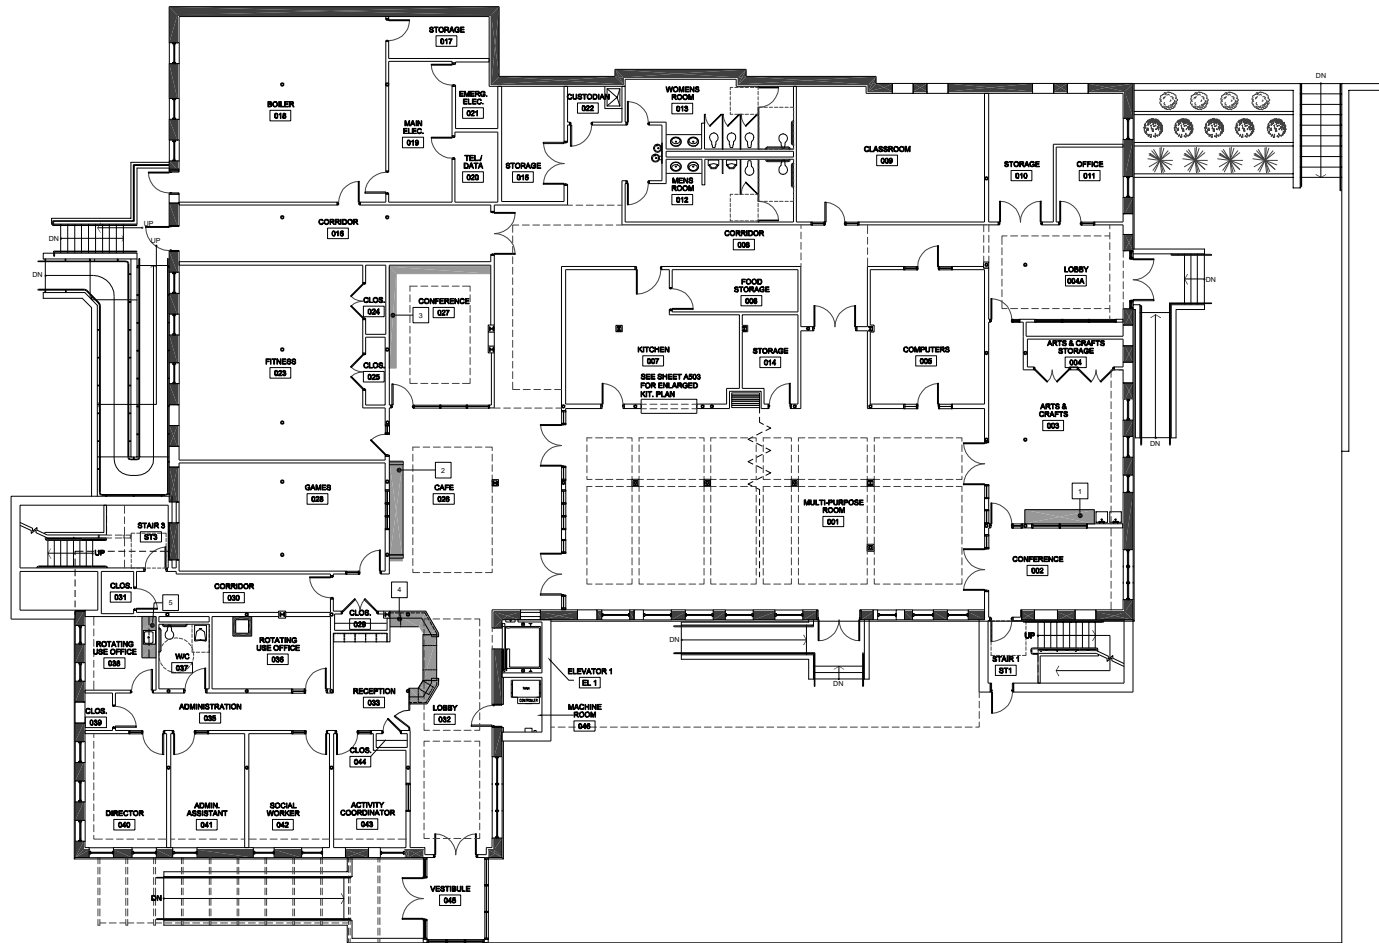 DN
STORAGE
017
BOILER
018
MAIN
ELEC.
019
EMERG.
ELEC.
021
TEL./
DATA
020
STORAGE
015
CUSTODIAN
022
WOMENS
ROOM
013
MENS
ROOM
012
CLASSROOM
009
STORAGE
010
OFFICE
011
UP
UP
DN
DN
CORRIDOR
016
CORRIDOR
008
LOBBY
004A
DN
FITNESS
023
CLOS.
024
CLOS.
025
CONFERENCE
027
3
FOOD
STORAGE
006
KITCHEN
007
SEE SHEET A503
FOR ENLARGED
KIT. PLAN
STORAGE
014
COMPUTERS
005
ARTS & CRAFTS
STORAGE
004
ARTS &
CRAFTS
003
DN
GAMES
028
2
CAFE
026
MULTI-PURPOSE
ROOM
001
1
CONFERENCE
002
STAIR 3
ST3
UP
CLOS.
031
5
CORRIDOR
030
4
CLOS.
029
ROTATING
USE OFFICE
038
W/C
037
ROTATING
USE OFFICE
036
RECEPTION
033
LOBBY
032
ELEVATOR 1
EL 1
MACHINE
ROOM
046
CONTROLLER
DN
DN
UP
STAIR 1
ST1
CLOS.
039
ADMINISTRATION
035
CLOS.
044
DIRECTOR
040
ADMIN.
ASSISTANT
041
SOCIAL
WORKER
042
ACTIVITY
COORDINATOR
043
DN
VESTIBULE
045